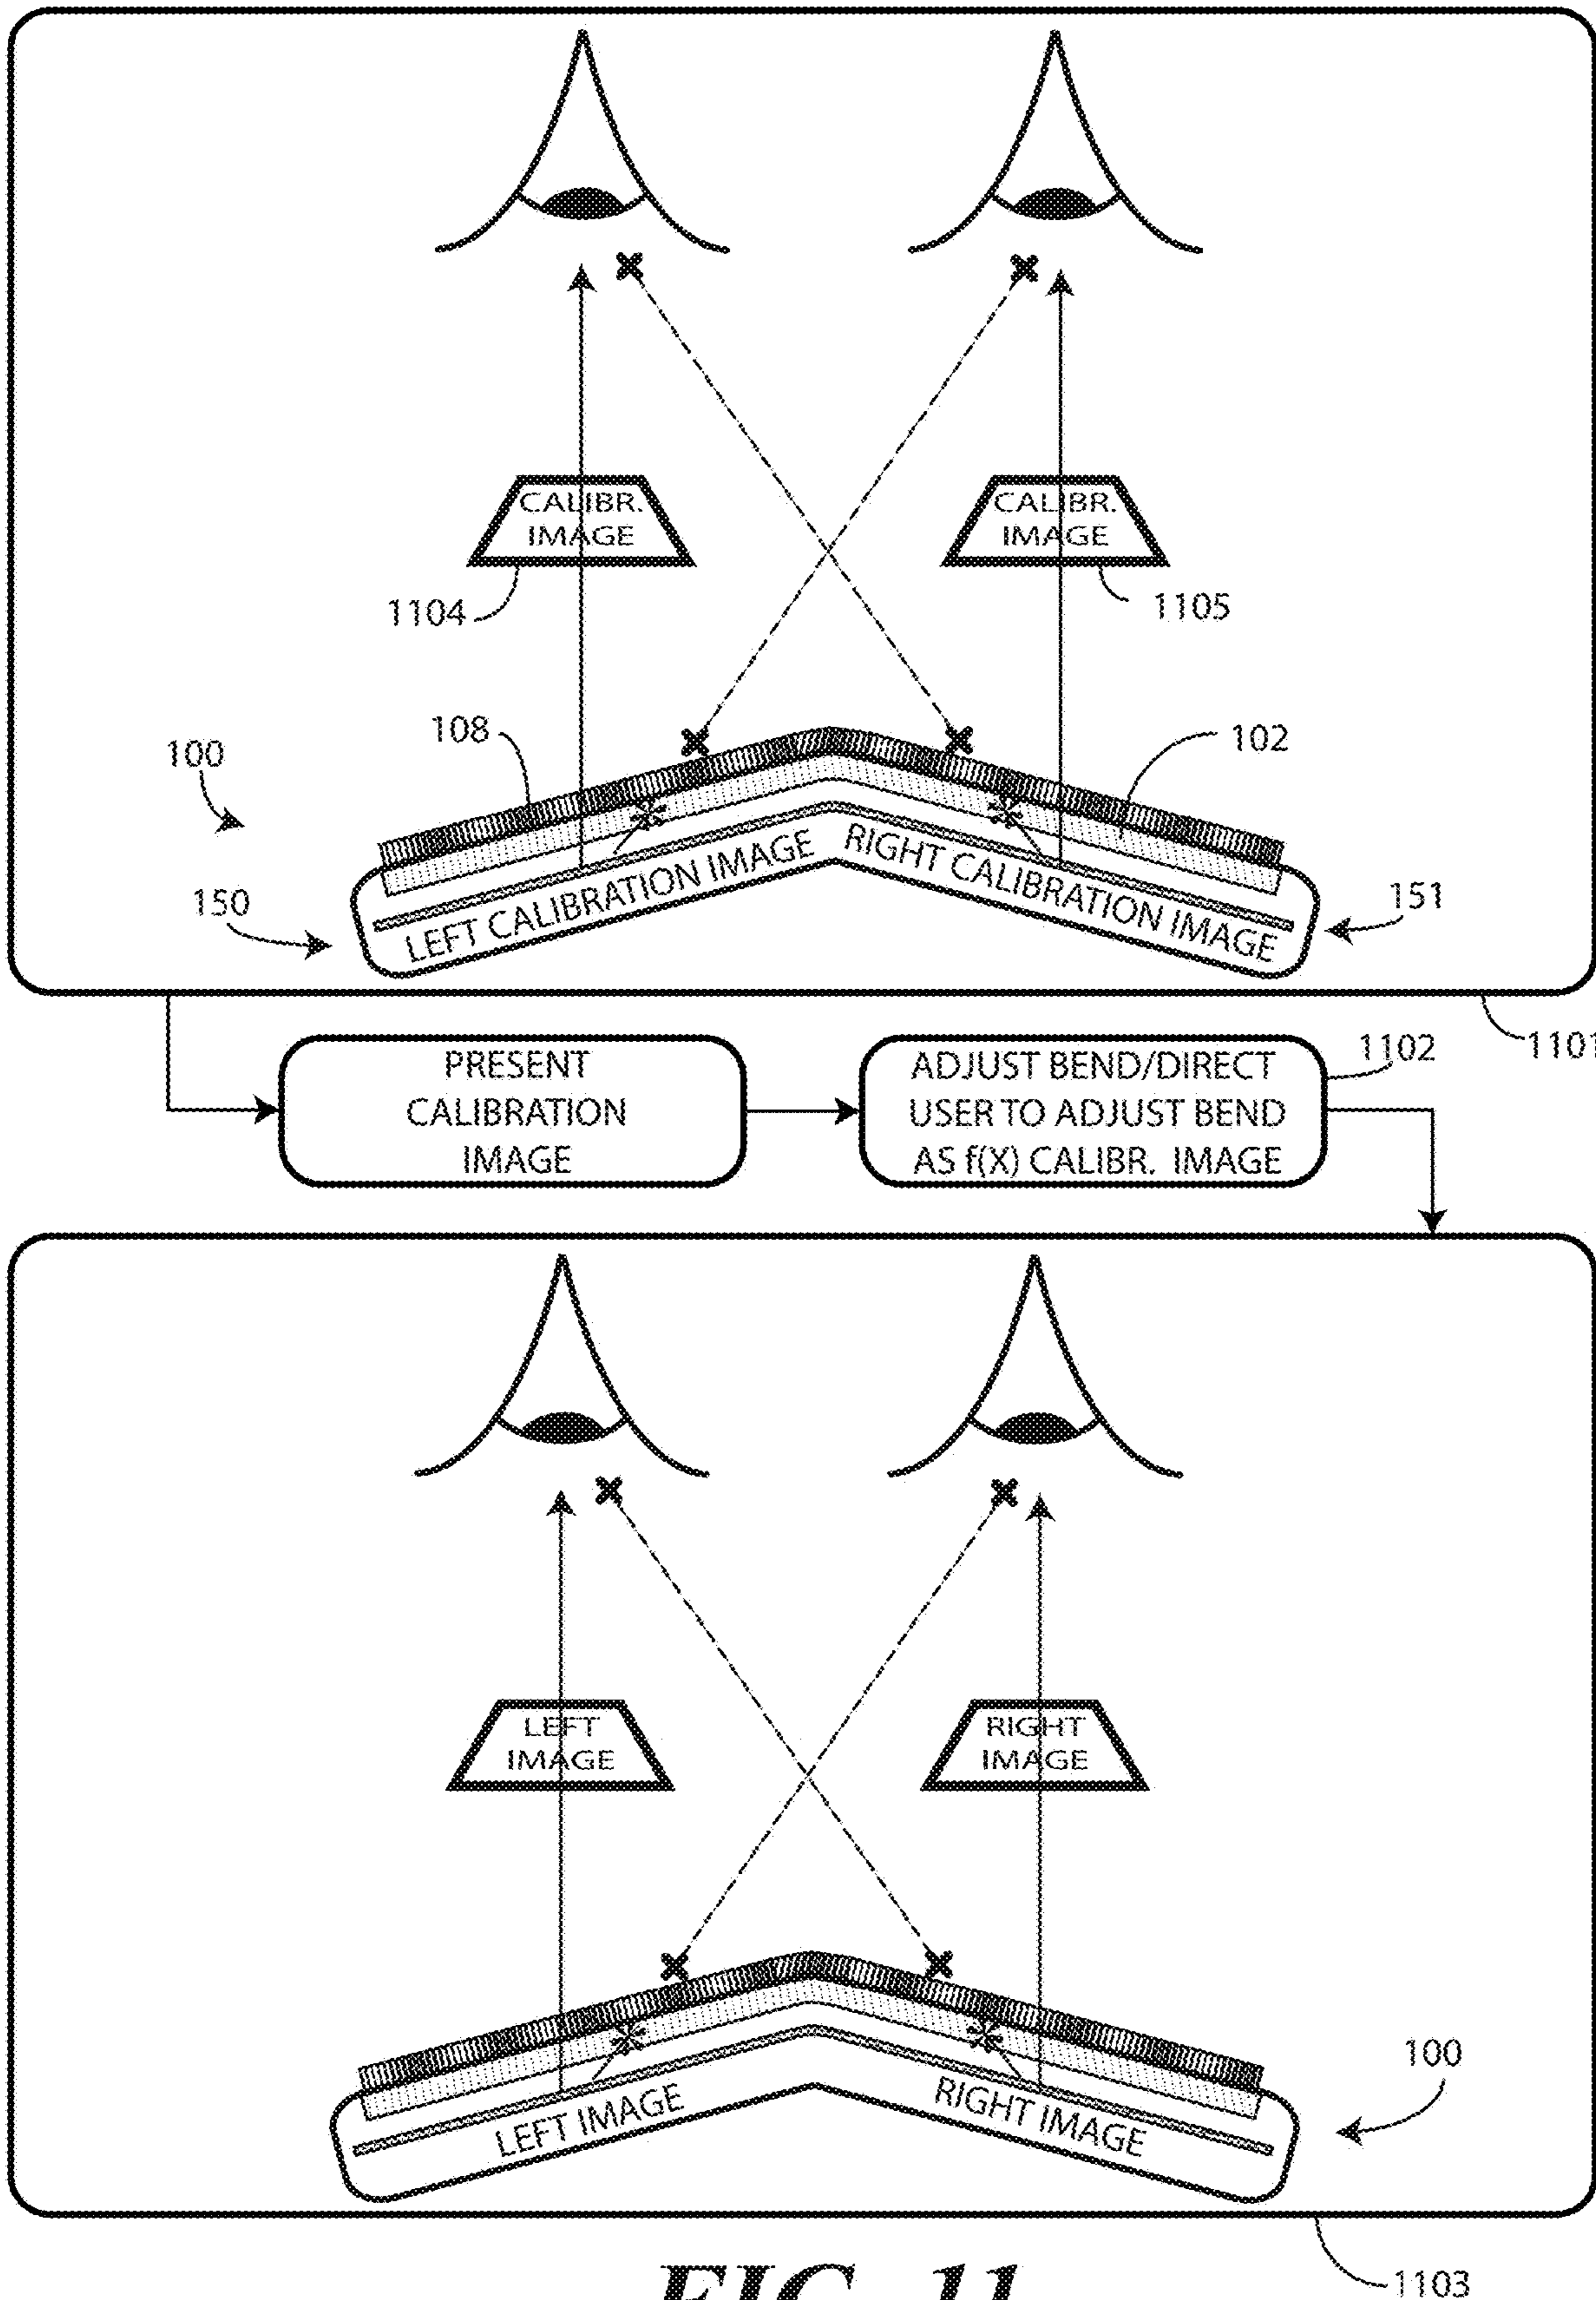 CALIBR.
IMAGE
CALIBR.
IMAGE
1104
1105
108
102
100
LEFT CALIBRATION IMAGE
RIGHT CALIBRATION IMAGE
150
151
1101
PRESENT
CALIBRATION
IMAGE
ADJUST BEND/DIRECT
USER TO ADJUST BEND
AS f(X) CALIBR. IMAGE
1102
LEFT
IMAGE
RIGHT
IMAGE
100
LEFT IMAGE
RIGHT IMAGE
1103
FIG. 11